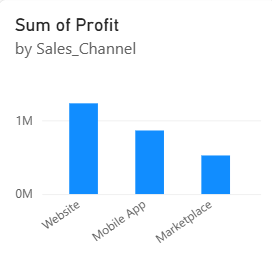 Sum of Profit
by Sales_Channel
1M
0M
Website
Mobile App
Marketplace